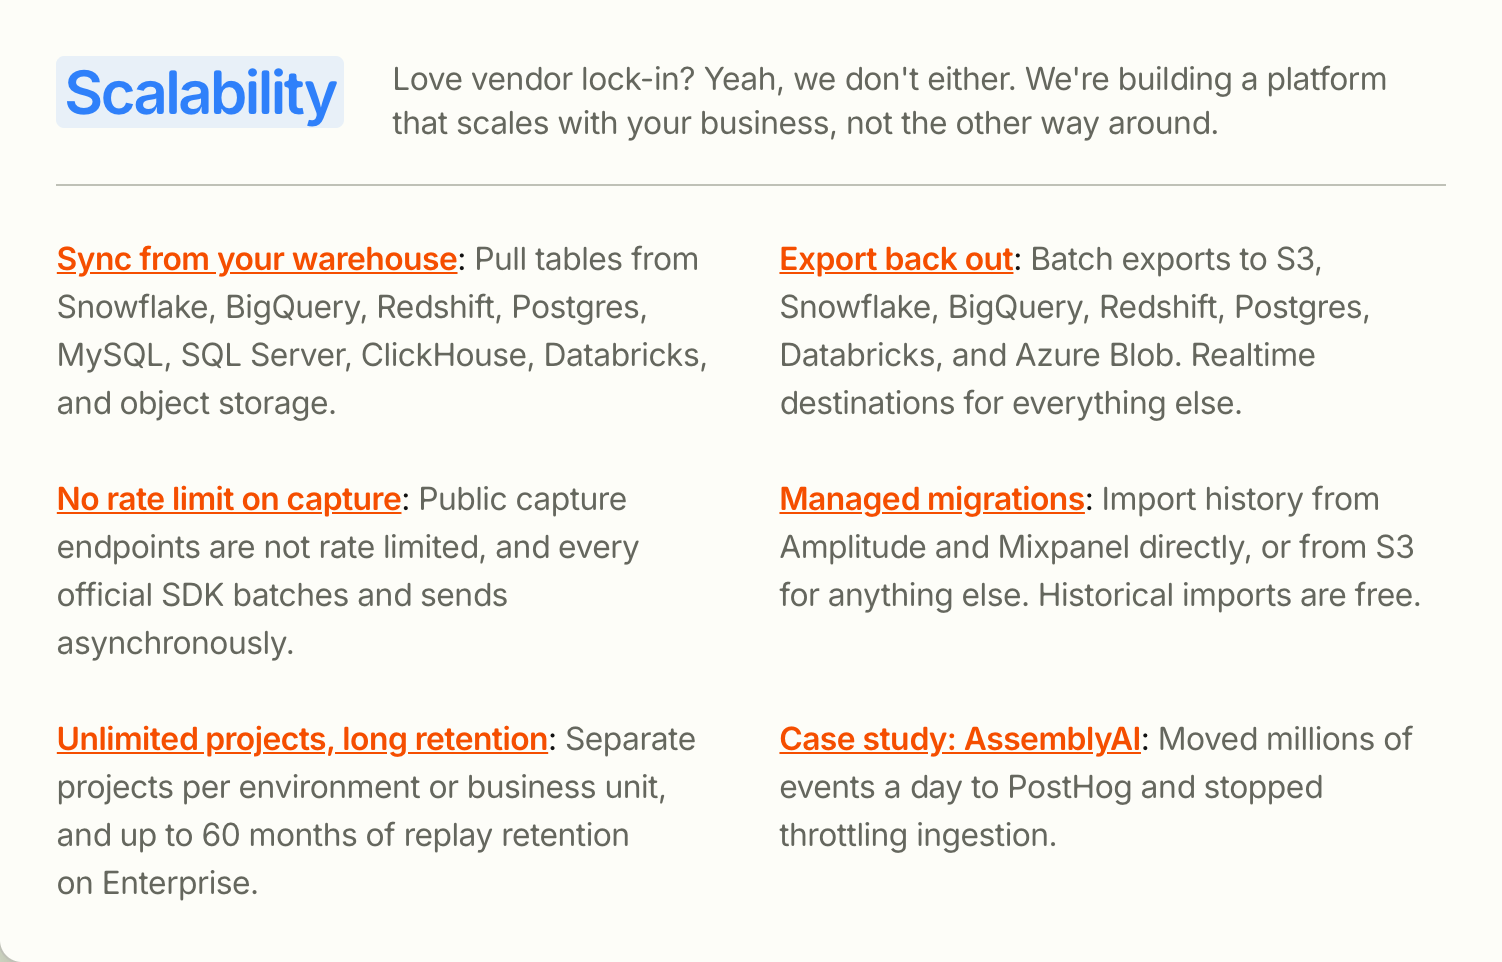 Scalability
Love vendor lock-in? Yeah, we don't either. We're building a platform
that scales with your business, not the other way around.
Sync from your warehouse: Pull tables from
Snowflake, BigQuery, Redshift, Postgres,
MySQL, SQL Server, ClickHouse, Databricks,
and object storage.
Export back out: Batch exports to S3,
Snowflake, BigQuery, Redshift, Postgres,
Databricks, and Azure Blob. Realtime
destinations for everything else.
No rate limit on capture: Public capture
endpoints are not rate limited, and every
official SDK batches and sends
asynchronously.
Managed migrations: Import history from
Amplitude and Mixpanel directly, or from S3
for anything else. Historical imports are free.
Unlimited projects, long retention: Separate
projects per environment or business unit,
and up to 60 months of replay retention
on Enterprise.
Case study: AssemblyAI: Moved millions of
events a day to PostHog and stopped
throttling ingestion.